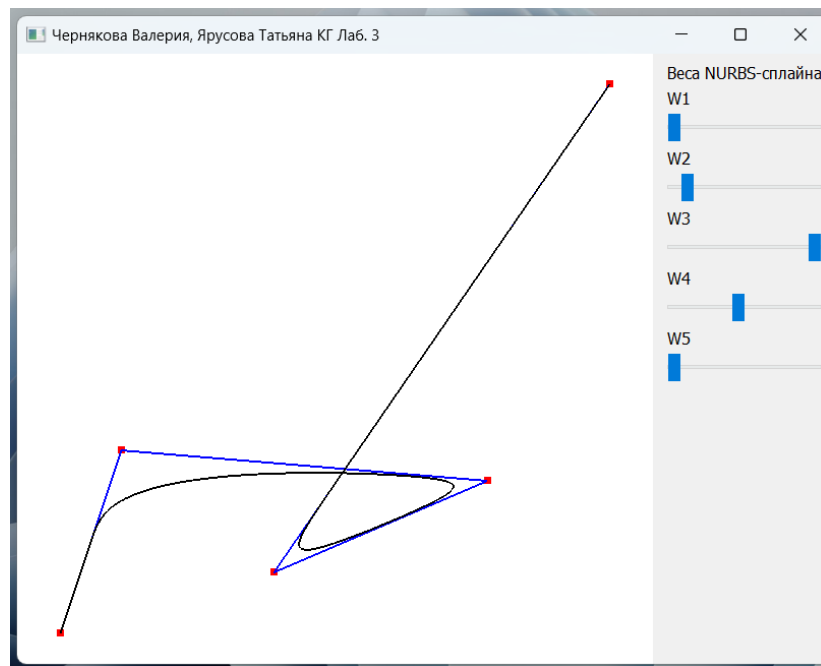 Чернякова Валерия, Ярусова Татьяна КГ Лаб. 3
Веса NURBS-сплайна
W1
W2
W3
W4
W5